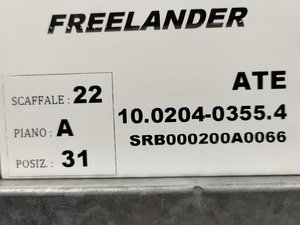 FREELANDER
SCAFFALE : 22
PIANO : A
POSIZ. : 31
ATE
10.0204-0355.4
SRB000200A0066